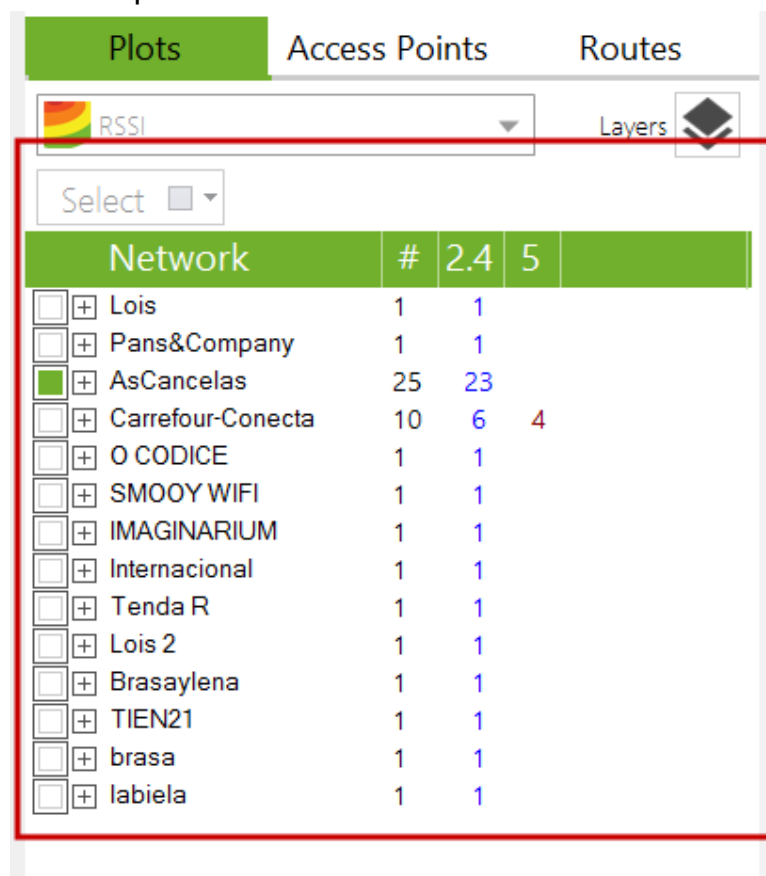 Plots Access Points Routes
RSSI Layers
Select
Network # 2.4 5
Lois 1 1
Pans&Company 1 1
AsCancelas 25 23
Carrefour-Conecta 10 6 4
O CODICE 1 1
SMOOY WIFI 1 1
IMAGINARIUM 1 1
Internacional 1 1
Tenda R 1 1
Lois 2 1 1
Brasaylena 1 1
TIEN21 1 1
brasa 1 1
labiela 1 1